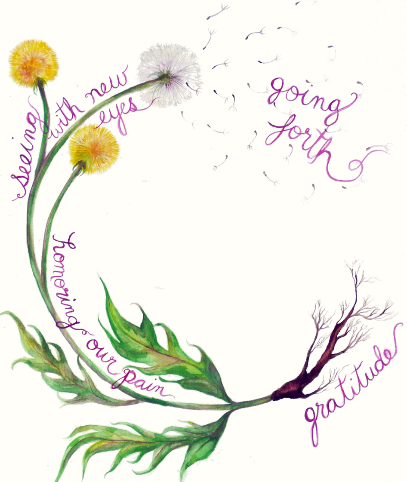 seeing with new
eyes
going
forth
honoring our pain
gratitude